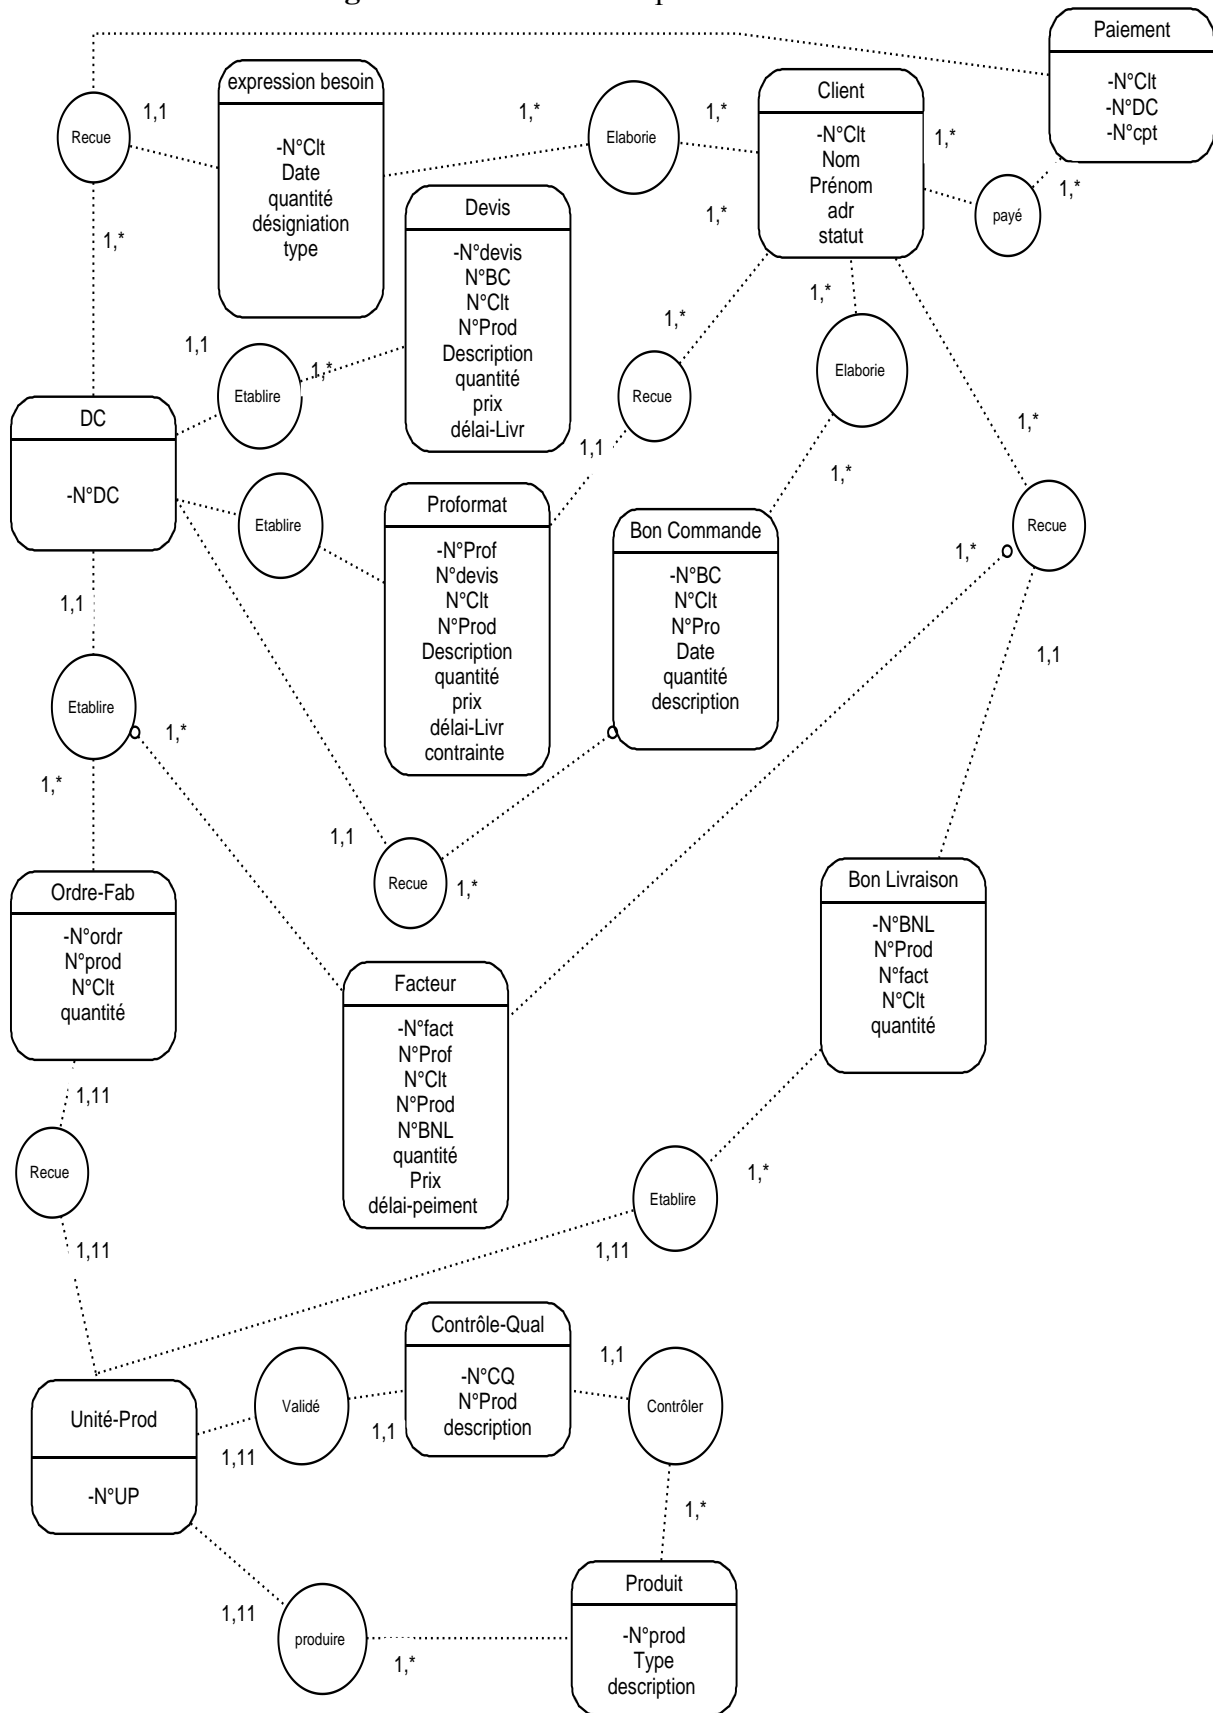 Paiement
-N°Clt
-N°DC
-N°cpt
expression besoin
-N°Clt
Date
quantité
désigniation
type
Recue
1,1
1,*
1,*
Elaborie
1,*
Client
-N°Clt
Nom
Prénom
adr
statut
1,*
payé
1,*
Devis
-N°devis
N°BC
N°Clt
N°Prod
Description
quantité
prix
délai-Livr
1,1
Etablire
1,*
1,*
1,*
Recue
1,1
1,*
Elaborie
1,*
1,*
Recue
1,*
1,1
DC
-N°DC
Etablire
Proformat
-N°Prof
N°devis
N°Clt
N°Prod
Description
quantité
prix
délai-Livr
contrainte
Bon Commande
-N°BC
N°Clt
N°Pro
Date
quantité
description
1,1
Etablire
1,*
1,*
1,1
Recue
1,*
Ordre-Fab
-N°ordr
N°prod
N°Clt
quantité
Bon Livraison
-N°BNL
N°Prod
N°fact
N°Clt
quantité
Facteur
-N°fact
N°Prof
N°Clt
N°Prod
N°BNL
quantité
Prix
délai-peiment
1,11
Recue
1,11
Etablire
1,*
1,11
Unité-Prod
-N°UP
Validé
1,11
1,1
Contrôle-Qual
-N°CQ
N°Prod
description
1,1
Contrôler
1,*
produire
1,11
1,*
Produit
-N°prod
Type
description